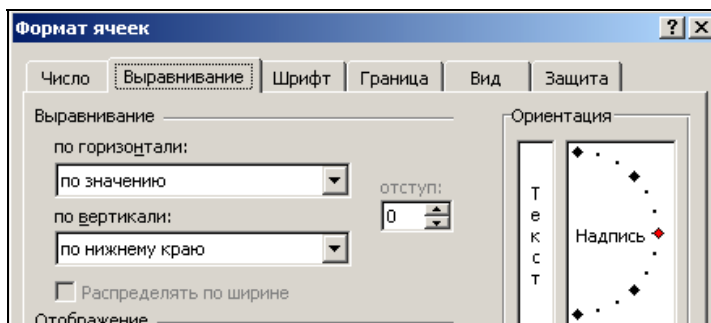 Формат ячеек
Число Выравнивание Шрифт Граница Вид Защита
Выравнивание
по горизонтали:
по значению
отступ:
0
по вертикали:
по нижнему краю
Распределять по ширине
Отображение
Ориентация
Текст
Надпись